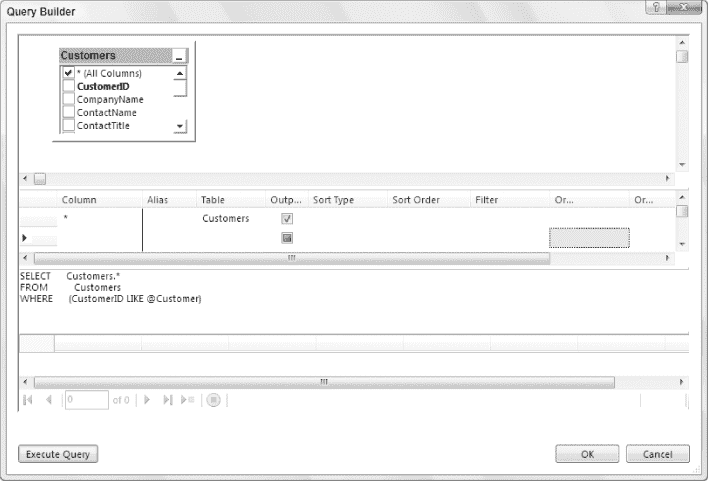 Query Builder
Customers
* (All Columns)
CustomerID
CompanyName
ContactName
ContactTitle
Column Alias Table Outp... Sort Type Sort Order Filter Or... Or...
* Customers
SELECT Customers.*
FROM Customers
WHERE (CustomerID LIKE @Customer)
0 of 0
Execute Query OK Cancel